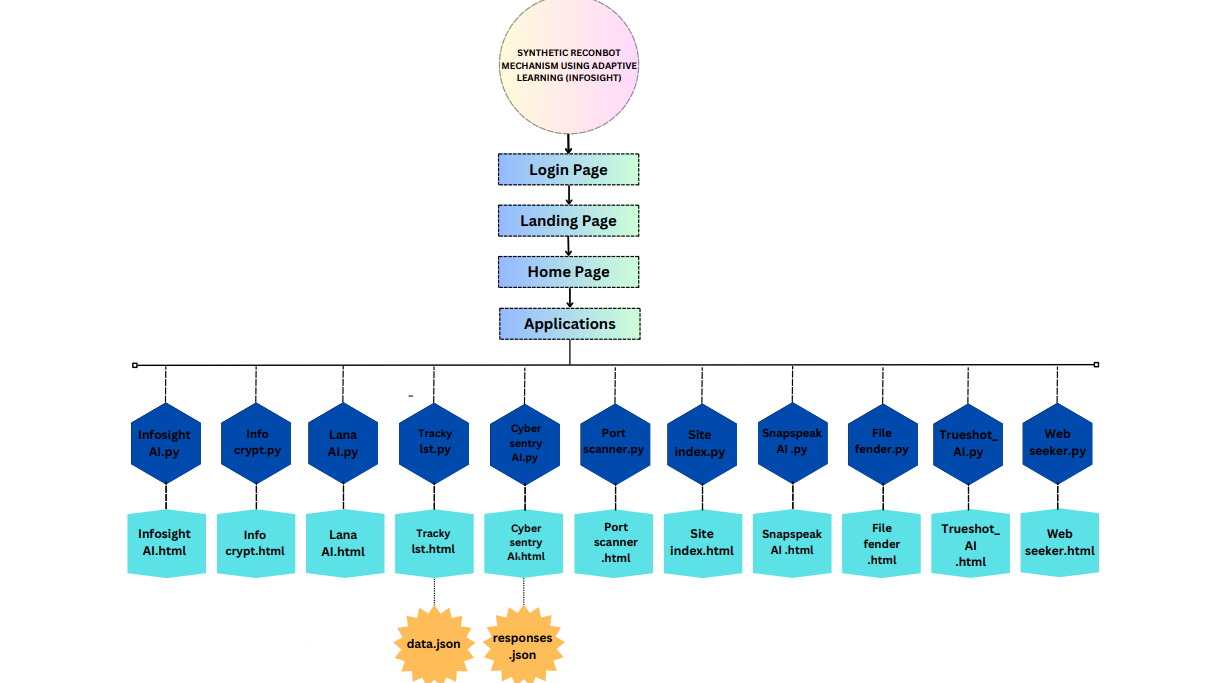 SYNTHETIC RECONBOT
MECHANISM USING ADAPTIVE
LEARNING (INFOSIGHT)
Login Page
Landing Page
Home Page
Applications
Infosight
AI.py
Info
crypt.py
Lana
AI.py
Tracky
lst.py
Cyber
sentry
AI.py
Port
scanner.py
Site
index.py
Snapspeak
AI .py
File
fender.py
Trueshot_
AI.py
Web
seeker.py
Infosight
AI.html
Info
crypt.html
Lana
AI.html
Tracky
lst.html
Cyber
sentry
AI.html
Port
scanner
.html
Site
index.html
Snapspeak
AI .html
File
fender
.html
Trueshot_
AI
.html
Web
seeker.html
data.json
responses
.json